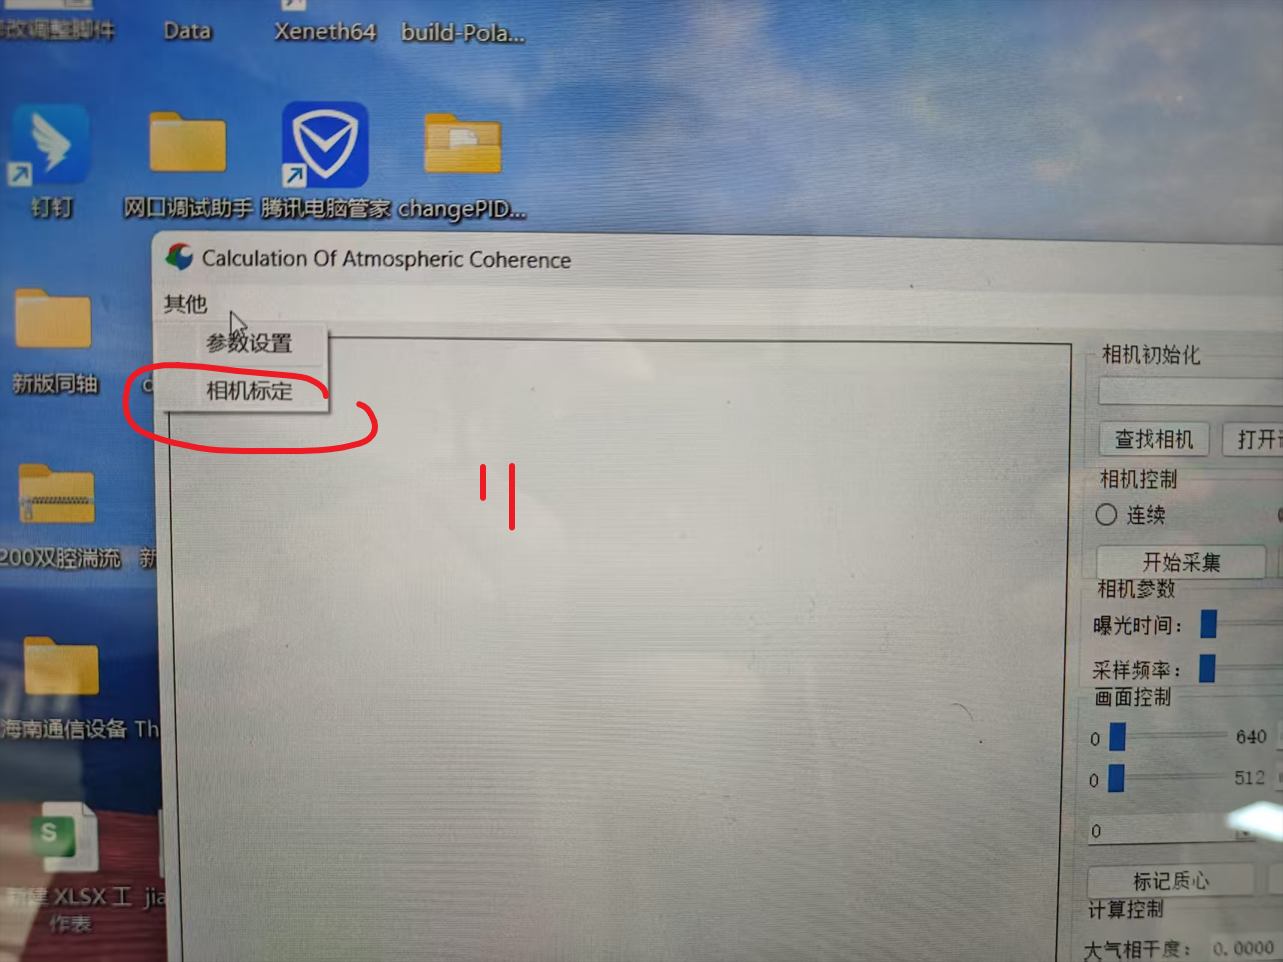 Data
Xeneth64
build-Pola...
钉钉
网口调试助手
腾讯电脑管家
changePID...
Calculation Of Atmospheric Coherence
其他
参数设置
相机标定
新版同轴
200双腔湍流
新
海南通信设备
Th
S
新建 XLSX 工
作表
jia
相机初始化
查找相机
打开
相机控制
连续
开始采集
相机参数
曝光时间：
采样频率：
画面控制
0
640
0
512
0
标记质心
计算控制
大气相干度：
0.0000